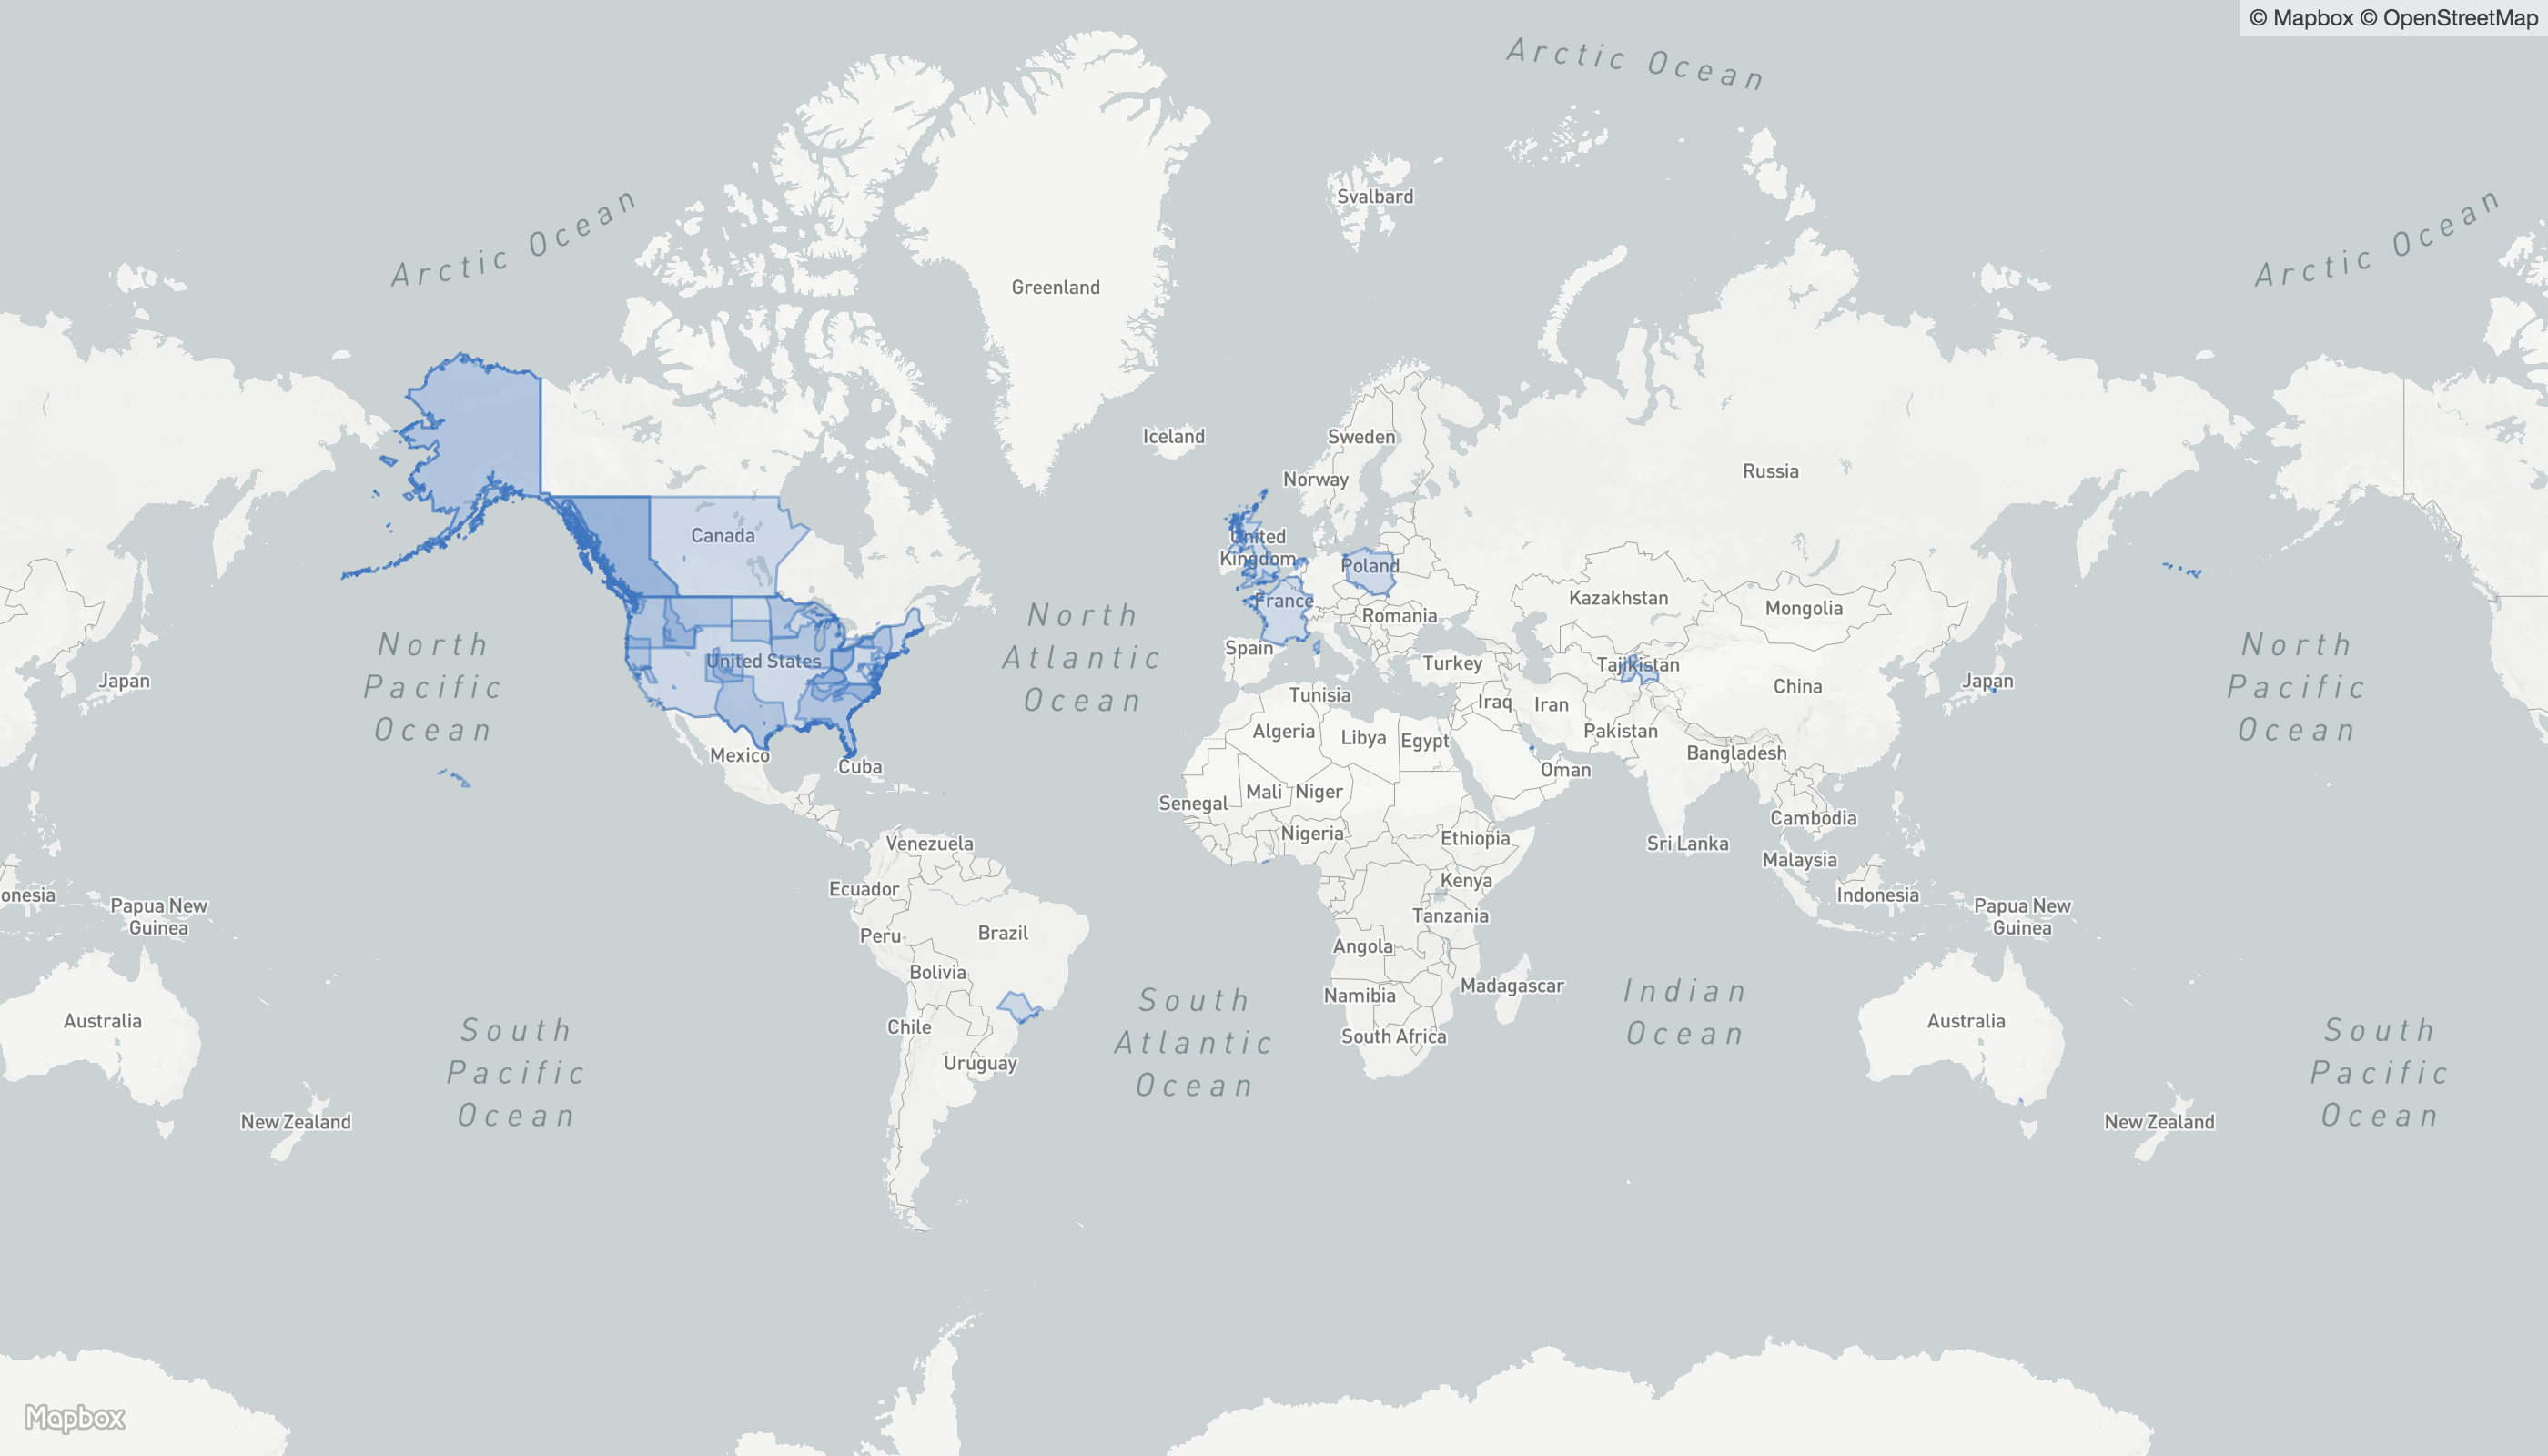 © Mapbox © OpenStreetMap
Arctic Ocean
Svalbard
Arctic Ocean
Arctic Ocean
Greenland
Iceland
Sweden
Norway
Russia
Canada
United
Kingdom
Poland
France
Kazakhstan
Mongolia
Romania
North
Pacific
Ocean
North
Atlantic
Ocean
North
Pacific
Ocean
Spain
United States
Turkey
Tajikistan
Japan
China
Japan
Tunisia
Iraq
Iran
Algeria
Libya
Egypt
Pakistan
Mexico
Cuba
Bangladesh
Oman
Mali
Niger
Senegal
Cambodia
Nigeria
Ethiopia
Venezuela
Sri Lanka
Malaysia
Ecuador
Kenya
onesia
Indonesia
Papua New
Guinea
Papua New
Guinea
Tanzania
Peru
Brazil
Angola
Bolivia
Madagascar
Namibia
South
Atlantic
Ocean
Indian
Ocean
Australia
Chile
South Africa
Australia
South
Pacific
Ocean
South
Pacific
Ocean
Uruguay
New Zealand
New Zealand
Mapbox